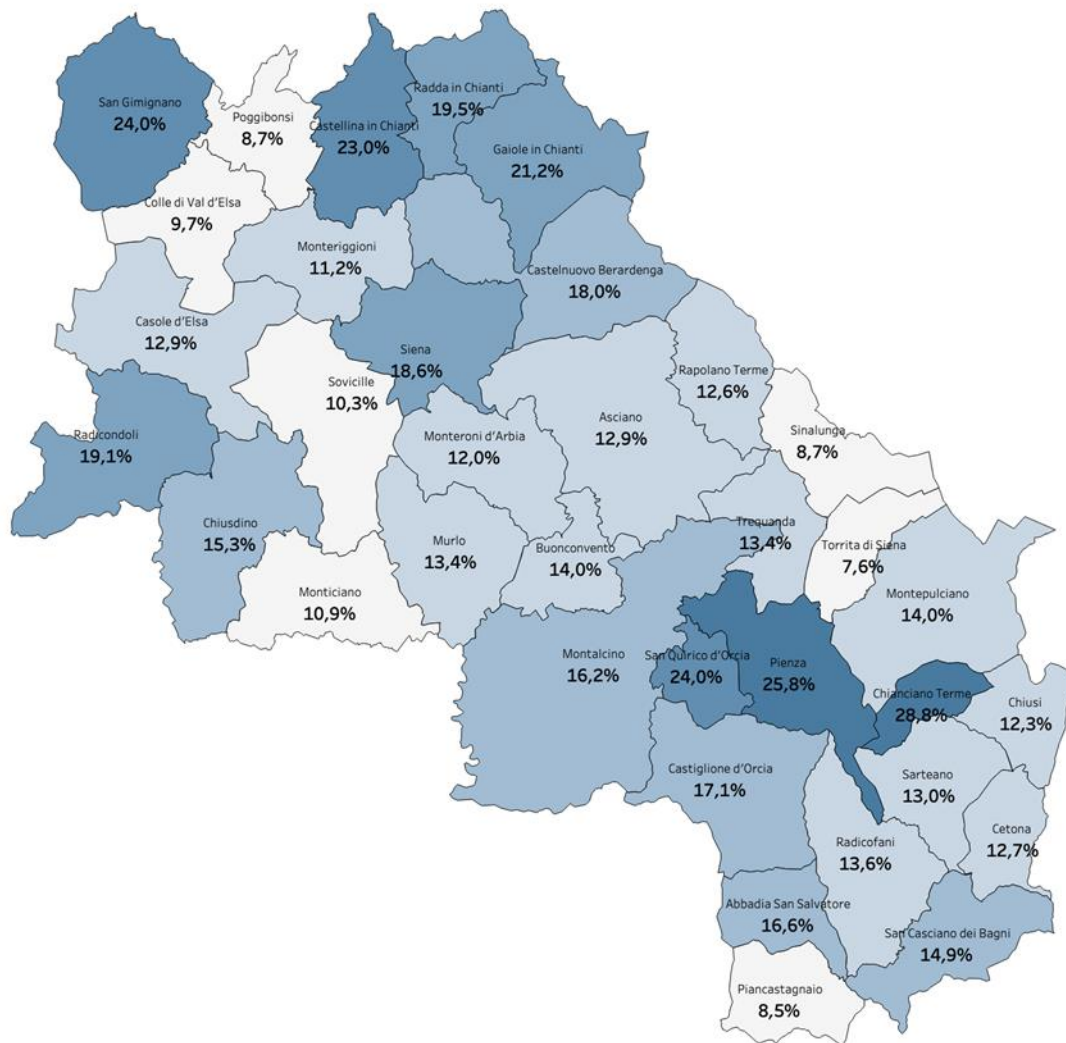 San Gimignano
24,0%
Poggibonsi
8,7%
Castellina in Chianti
23,0%
Radda in Chianti
19,5%
Gaiole in Chianti
21,2%
Colle di Val d'Elsa
9,7%
Monteriggioni
11,2%
Castelnuovo Berardenga
18,0%
Casole d'Elsa
12,9%
Siena
18,6%
Sovicille
10,3%
Rapolano Terme
12,6%
Asciano
12,9%
Radicondoli
19,1%
Monteroni d'Arbia
12,0%
Sinalunga
8,7%
Chiusdino
15,3%
Murlo
13,4%
Buonconvento
14,0%
Trequanda
13,4%
Torrita di Siena
7,6%
Monticiano
10,9%
Montepulciano
14,0%
Montalcino
16,2%
San Quirico d'Orcia
24,0%
Pienza
25,8%
Chianciano Terme
28,8%
Chiusi
12,3%
Castiglione d'Orcia
17,1%
Sarteano
13,0%
Cetona
12,7%
Radicofani
13,6%
Abbadia San Salvatore
16,6%
San Casciano dei Bagni
14,9%
Piancastagnaio
8,5%